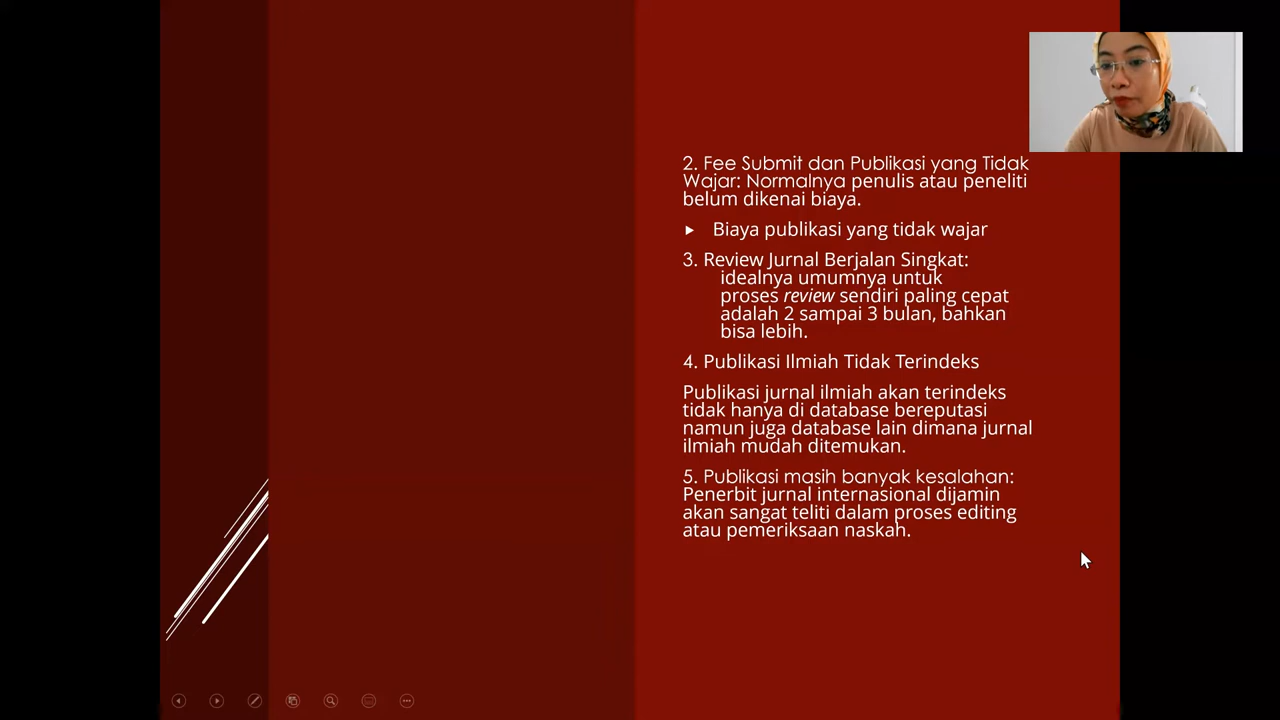 2. Fee Submit dan Publikasi yang Tidak
Wajar: Normalnya penulis atau peneliti
belum dikenai biaya.
Biaya publikasi yang tidak wajar
3. Review Jurnal Berjalan Singkat:
idealnya umumnya untuk
proses review sendiri paling cepat
adalah 2 sampai 3 bulan, bahkan
bisa lebih.
4. Publikasi Ilmiah Tidak Terindeks
Publikasi jurnal ilmiah akan terindeks
tidak hanya di database bereputasi
namun juga database lain dimana jurnal
ilmiah mudah ditemukan.
5. Publikasi masih banyak kesalahan:
Penerbit jurnal internasional dijamin
akan sangat teliti dalam proses editing
atau pemeriksaan naskah.